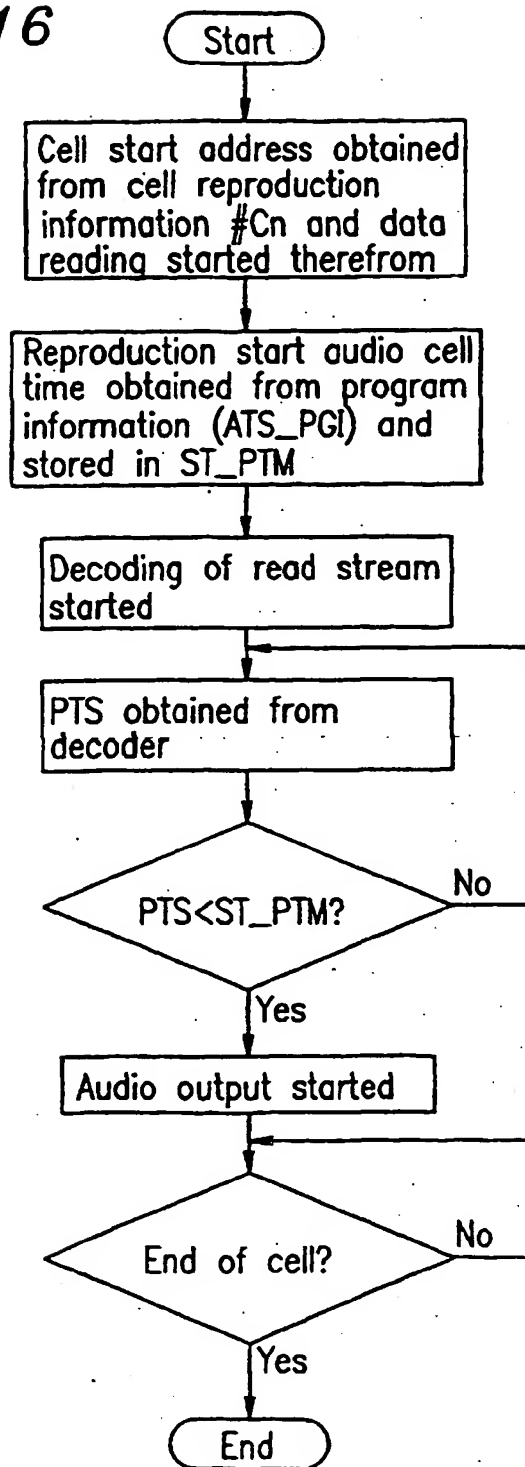 16
Start
Cell start address obtained
from cell reproduction
information #Cn and data
reading started therefrom
Reproduction start audio cell
time obtained from program
information (ATS_PGI) and
stored in ST_PTM
Decoding of read stream
started
PTS obtained from
decoder
PTS<ST_PTM?
No
Yes
Audio output started
End of cell?
No
Yes
End